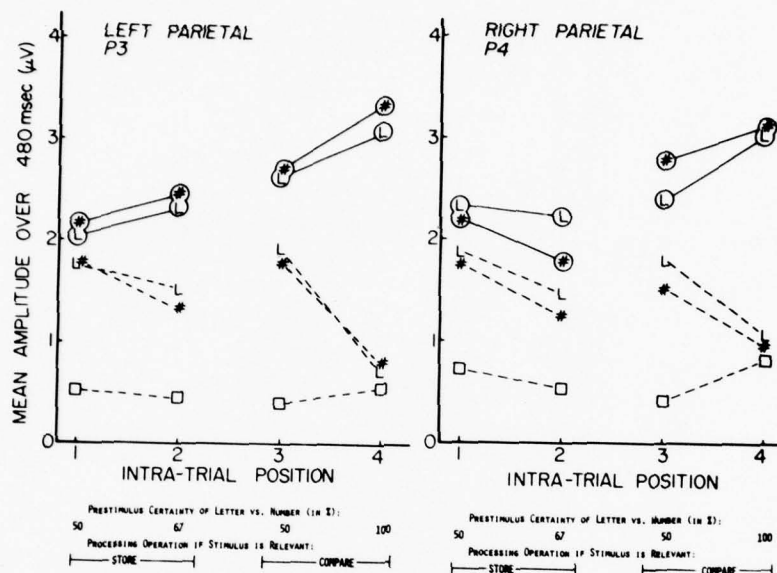 LEFT PARIETAL
P3
MEAN AMPLITUDE OVER 480 msec (μV)
4
3
2
1
0
1 2 3 4
INTRA-TRIAL POSITION
PRESTIMULUS CERTAINTY OF LETTER VS. NUMBER (IN %):
50 67 50 100
PROCESSING OPERATION IF STIMULUS IS RELEVANT:
STORE COMPARE
RIGHT PARIETAL
P4
4
3
2
1
0
1 2 3 4
INTRA-TRIAL POSITION
PRESTIMULUS CERTAINTY OF LETTER VS. NUMBER (IN %):
50 67 50 100
PROCESSING OPERATION IF STIMULUS IS RELEVANT:
STORE COMPARE